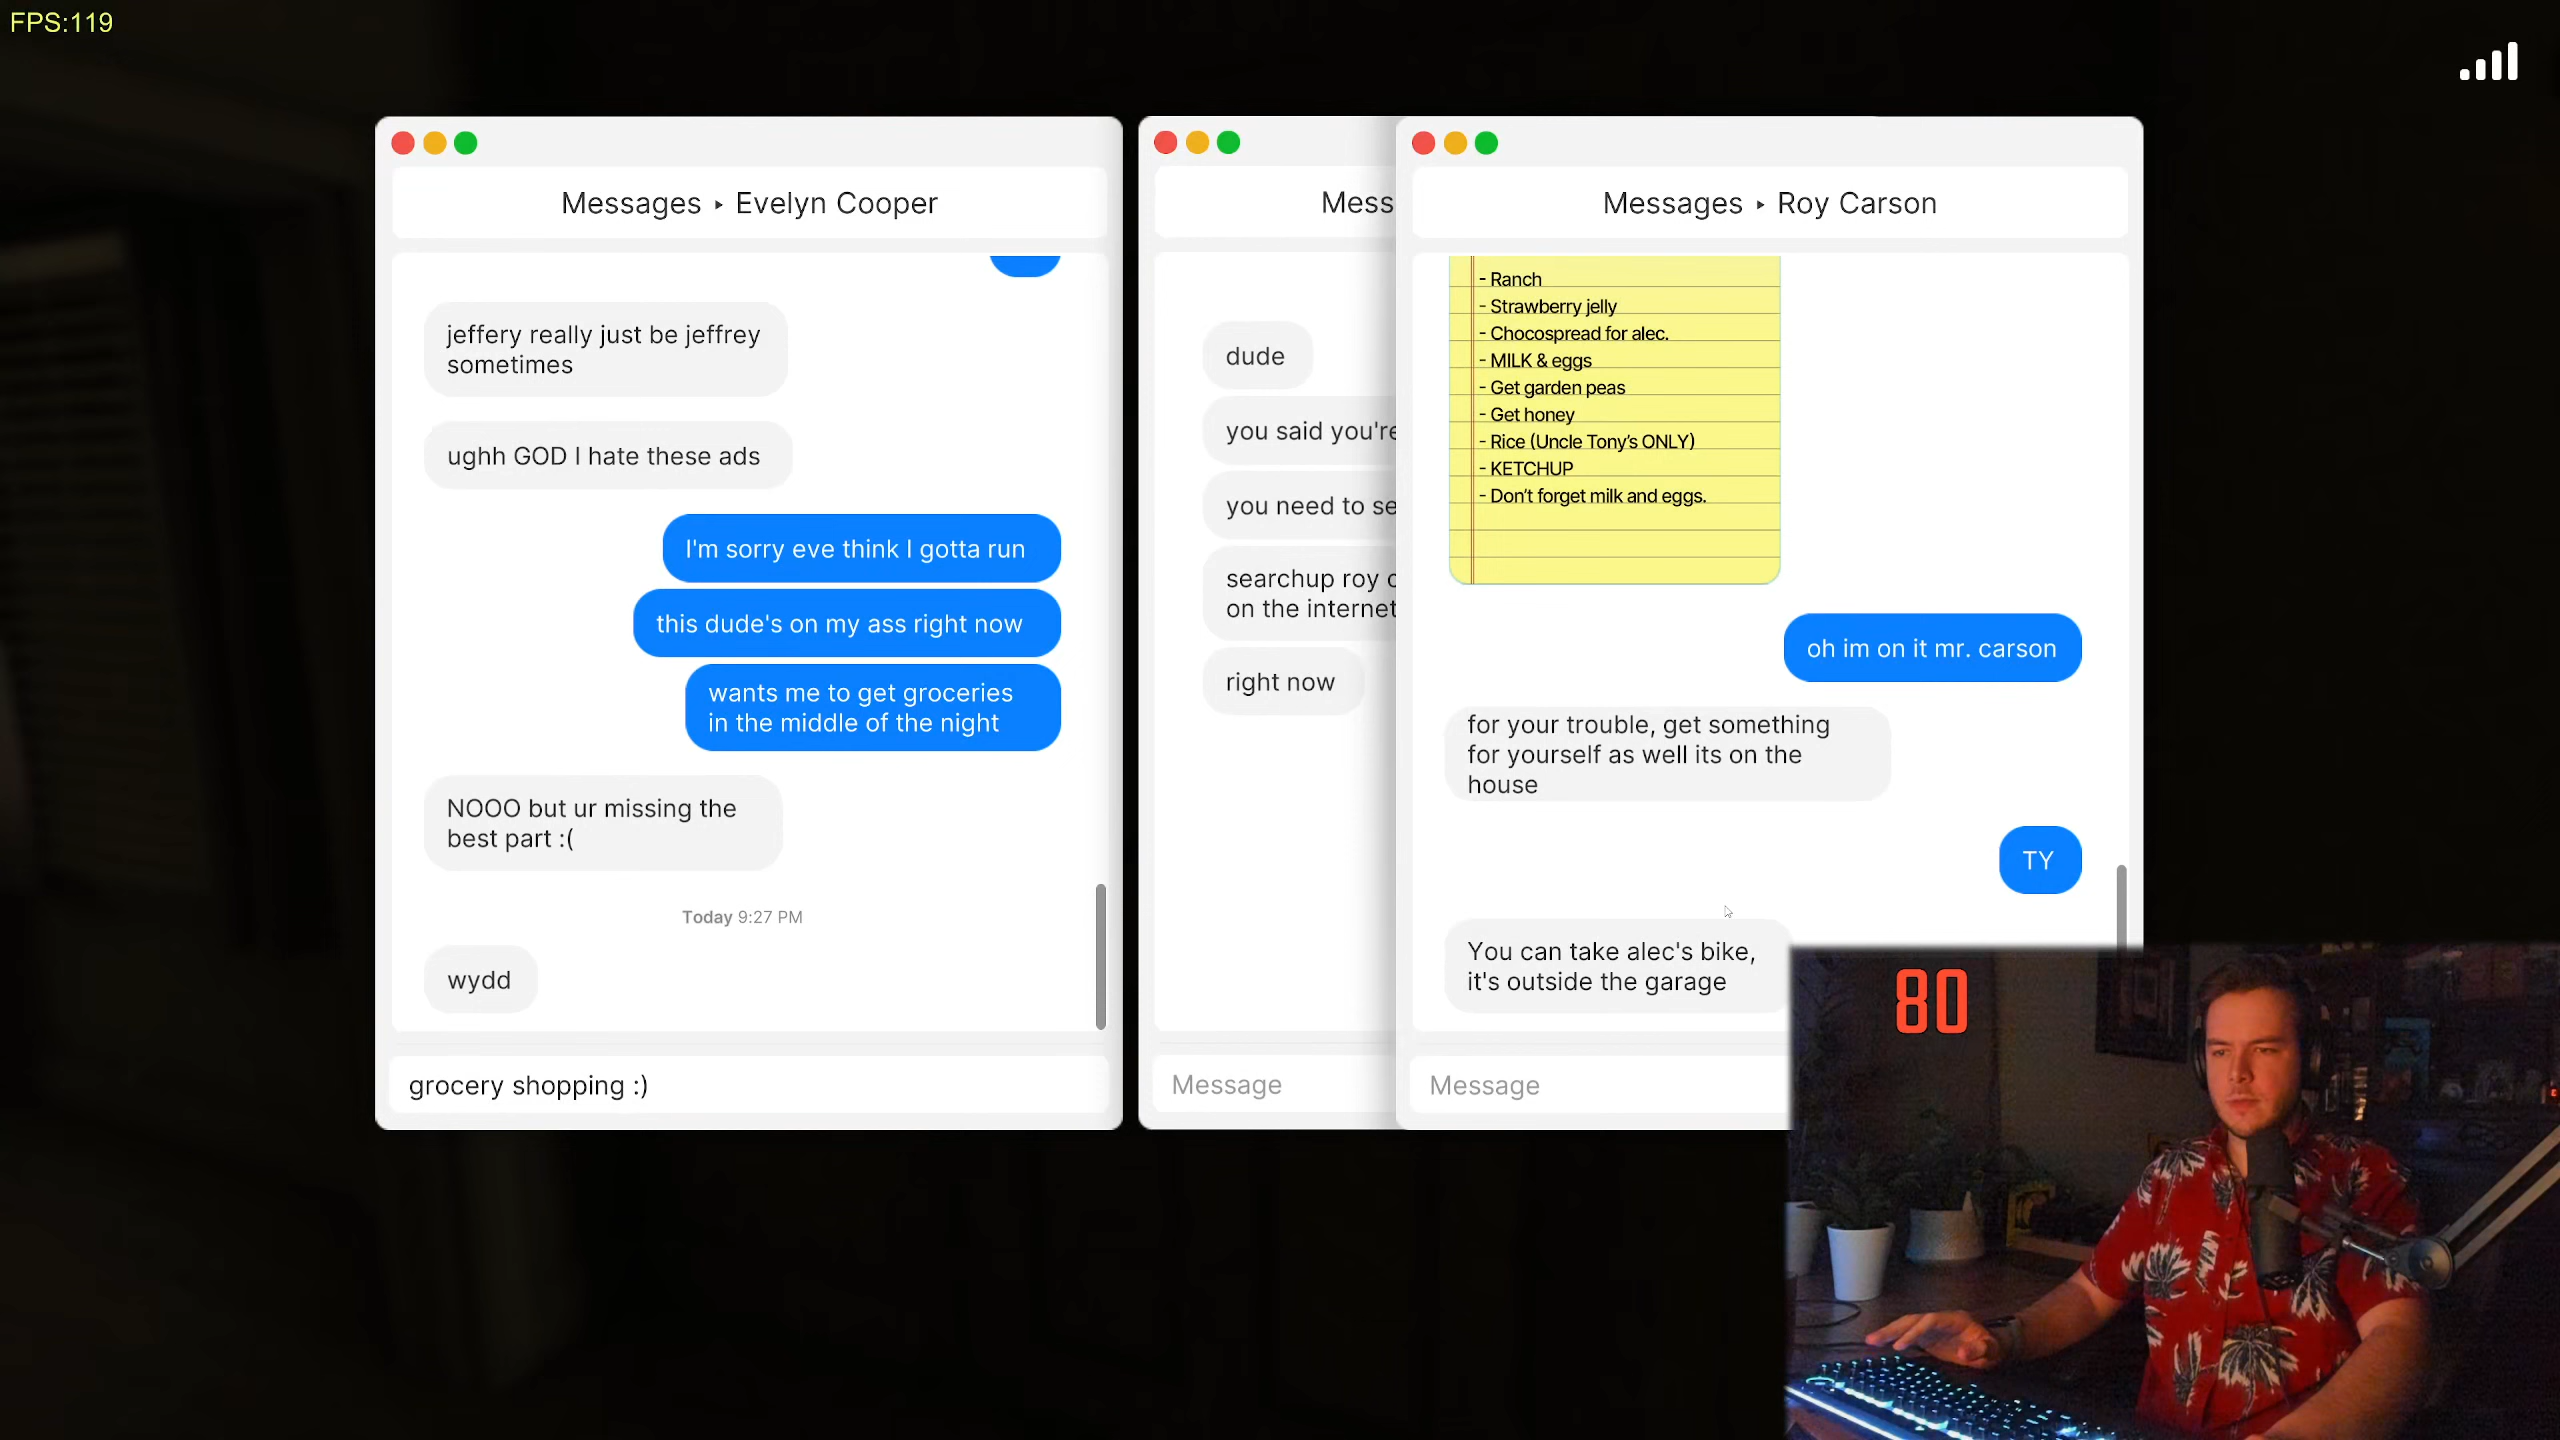 FPS:119
Messages ▸ Evelyn Cooper
jeffery really just be jeffrey
sometimes
ughh GOD I hate these ads
I'm sorry eve think I gotta run
this dude's on my ass right now
wants me to get groceries
in the middle of the night
NOOO but ur missing the
best part :(
Today 9:27 PM
wydd
grocery shopping :)
Mess
dude
you said you're
you need to se
searchup roy c
on the internet
right now
Message
Messages ▸ Roy Carson
- Ranch
- Strawberry jelly
- Chocospread for alec.
- MILK & eggs
- Get garden peas
- Get honey
- Rice (Uncle Tony's ONLY)
- KETCHUP
- Don't forget milk and eggs.
oh im on it mr. carson
for your trouble, get something
for yourself as well its on the
house
TY
You can take alec's bike,
it's outside the garage
Message
80